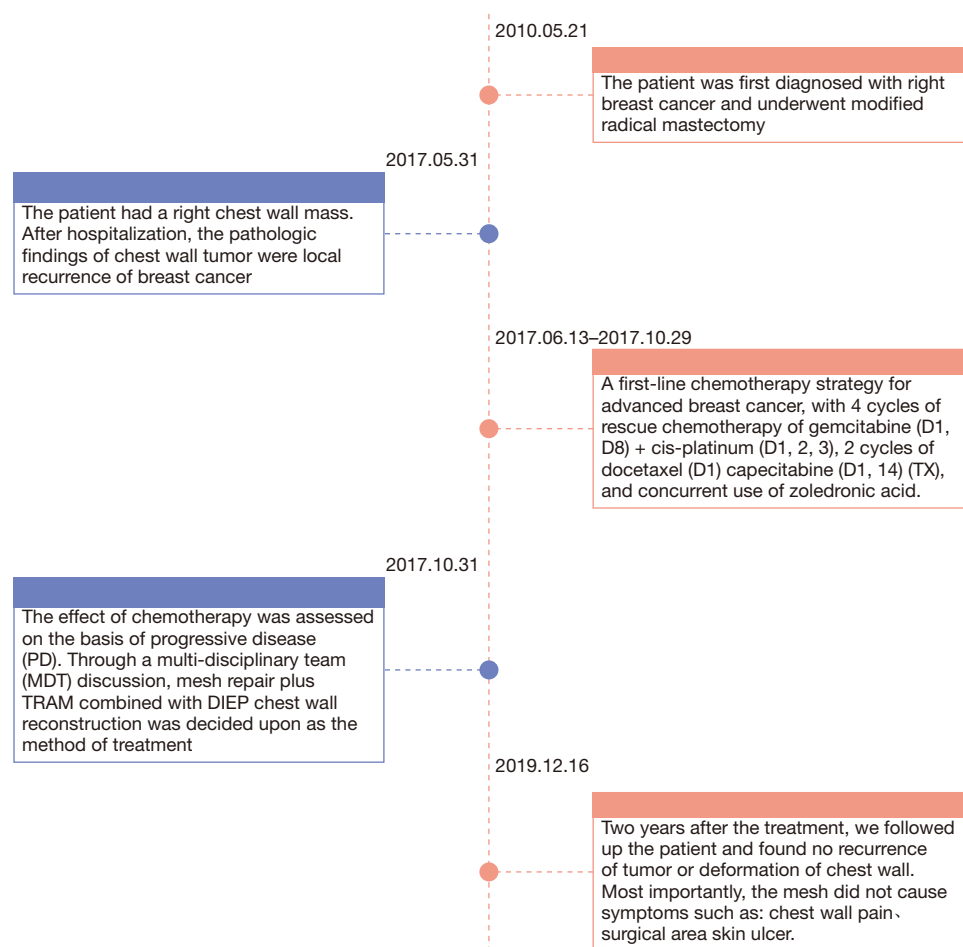 2010.05.21
The patient was first diagnosed with right
breast cancer and underwent modified
radical mastectomy
2017.05.31
The patient had a right chest wall mass.
After hospitalization, the pathologic
findings of chest wall tumor were local
recurrence of breast cancer
2017.06.13–2017.10.29
A first-line chemotherapy strategy for
advanced breast cancer, with 4 cycles of
rescue chemotherapy of gemcitabine (D1,
D8) + cis-platinum (D1, 2, 3), 2 cycles of
docetaxel (D1) capecitabine (D1, 14) (TX),
and concurrent use of zoledronic acid.
2017.10.31
The effect of chemotherapy was assessed
on the basis of progressive disease
(PD). Through a multi-disciplinary team
(MDT) discussion, mesh repair plus
TRAM combined with DIEP chest wall
reconstruction was decided upon as the
method of treatment
2019.12.16
Two years after the treatment, we followed
up the patient and found no recurrence
of tumor or deformation of chest wall.
Most importantly, the mesh did not cause
symptoms such as: chest wall pain、
surgical area skin ulcer.